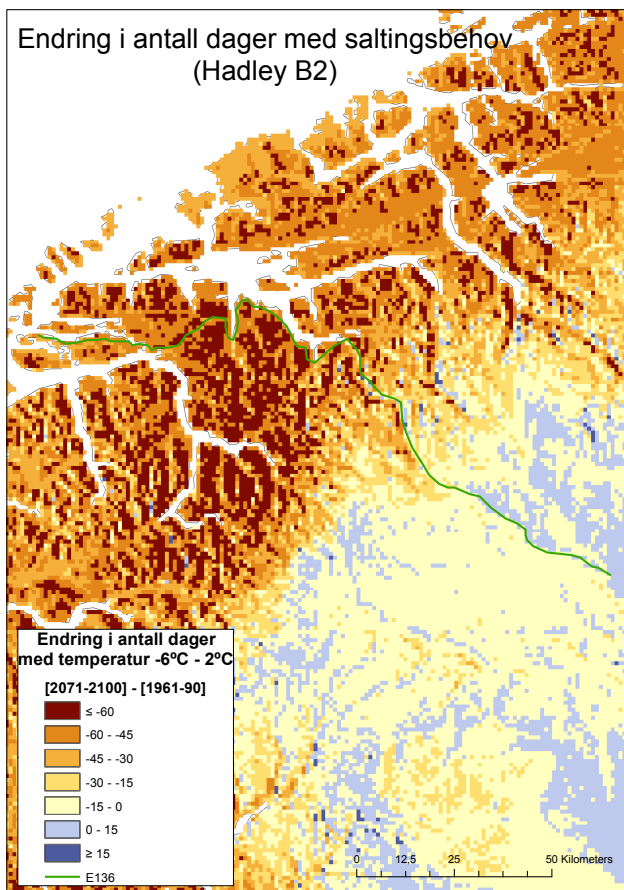 Endring i antall dager med saltingsbehov
(Hadley B2)
Endring i antall dager
med temperatur -6ºC - 2ºC
[2071-2100] - [1961-90]
≤ -60
-60 - -45
-45 - -30
-30 - -15
-15 - 0
0 - 15
≥ 15
E136
0 12,5 25 50 Kilometers